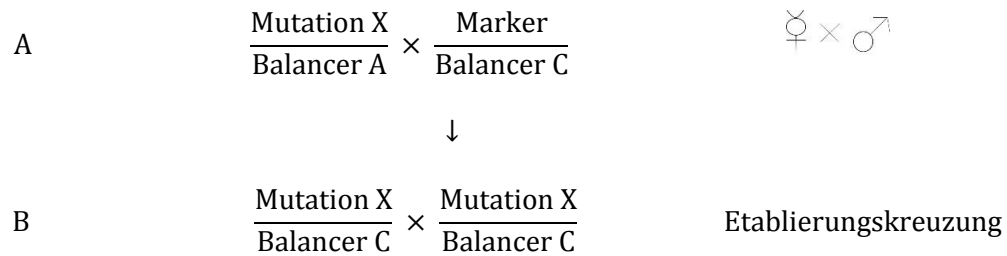 A Mutation X / Balancer A × Marker / Balancer C ☿ × ♂
↓
B Mutation X / Balancer C × Mutation X / Balancer C Etablierungskreuzung